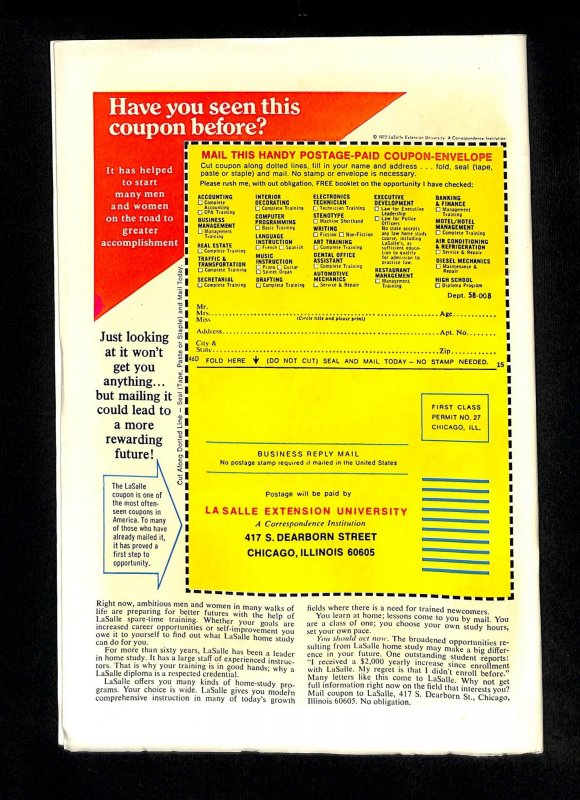 Have you seen this
coupon before?
© 1973 LaSalle Extension University A Correspondence Institution
It has helped
to start
many men
and women
on the road to
greater
accomplishment
MAIL THIS HANDY POSTAGE-PAID COUPON-ENVELOPE
Cut coupon along dotted lines, fill in your name and address . . . fold, seal (tape,
paste or staple) and mail. No stamp or envelope is necessary.
Please rush me, with out obligation, FREE booklet on the opportunity I have checked:
ACCOUNTING
☐ Complete
Accounting
☐ CPA Training
BUSINESS
MANAGEMENT
☐ Management
Training
REAL ESTATE
☐ Complete Training
TRAFFIC &
TRANSPORTATION
☐ Complete Training
SECRETARIAL
☐ Complete Training
INTERIOR
DECORATING
☐ Complete Training
COMPUTER
PROGRAMMING
☐ Basic Training
LANGUAGE
INSTRUCTION
☐ French ☐ Spanish
MUSIC
INSTRUCTION
☐ Piano ☐ Guitar
☐ Spinet Organ
DRAFTING
☐ Complete Training
ELECTRONICS
TECHNICIAN
☐ Technician Training
STENOTYPE
☐ Machine Shorthand
WRITING
☐ Fiction ☐ Non-Fiction
ART TRAINING
☐ Complete Training
DENTAL OFFICE
ASSISTANT
☐ Complete Training
AUTOMOTIVE
MECHANICS
☐ Service & Repair
EXECUTIVE
DEVELOPMENT
☐ Law for Executive
Leadership
☐ Law for Police
Officers
No state accepts
any law home study
course, including
LaSalle's, as
sufficient educa-
tion to qualify
for admission to
practice law.
RESTAURANT
MANAGEMENT
☐ Management
Training
BANKING
& FINANCE
☐ Management
Training
MOTEL/HOTEL
MANAGEMENT
☐ Complete Training
AIR CONDITIONING
& REFRIGERATION
☐ Service & Repair
DIESEL MECHANICS
☐ Maintenance &
Repair
HIGH SCHOOL
☐ Diploma Program
Dept. 58-008
Mr.
Mrs. Age
Miss (Circle title and please print)
Address Apt. No.
City &
State Zip
46D FOLD HERE ↓ (DO NOT CUT) SEAL AND MAIL TODAY – NO STAMP NEEDED. 15
Cut Along Dotted Line – Seal (Tape, Paste or Staple) and Mail Today
Just looking
at it won't
get you
anything...
but mailing it
could lead to
a more
rewarding
future!
The LaSalle
coupon is one of
the most often-
seen coupons in
America. To many
of those who have
already mailed it,
it has proved a
first step to
opportunity.
FIRST CLASS
PERMIT NO. 27
CHICAGO, ILL.
BUSINESS REPLY MAIL
No postage stamp required if mailed in the United States
Postage will be paid by
LA SALLE EXTENSION UNIVERSITY
A Correspondence Institution
417 S. DEARBORN STREET
CHICAGO, ILLINOIS 60605
Right now, ambitious men and women in many walks of
life are preparing for better futures with the help of
LaSalle spare-time training. Whether your goals are
increased career opportunities or self-improvement you
owe it to yourself to find out what LaSalle home study
can do for you.
For more than sixty years, LaSalle has been a leader
in home study. It has a large staff of experienced instruc-
tors. That is why your training is in good hands; why a
LaSalle diploma is a respected credential.
LaSalle offers you many kinds of home-study pro-
grams. Your choice is wide. LaSalle gives you modern
comprehensive instruction in many of today's growth
fields where there is a need for trained newcomers.
You learn at home; lessons come to you by mail. You
are a class of one; you choose your own study hours,
set your own pace.
You should act now. The broadened opportunities re-
sulting from LaSalle home study may make a big differ-
ence in your future. One outstanding student reports:
"I received a $2,000 yearly increase since enrollment
with LaSalle. My regret is that I didn't enroll before."
Many letters like this come to LaSalle. Why not get
full information right now on the field that interests you?
Mail coupon to LaSalle, 417 S. Dearborn St., Chicago,
Illinois 60605. No obligation.